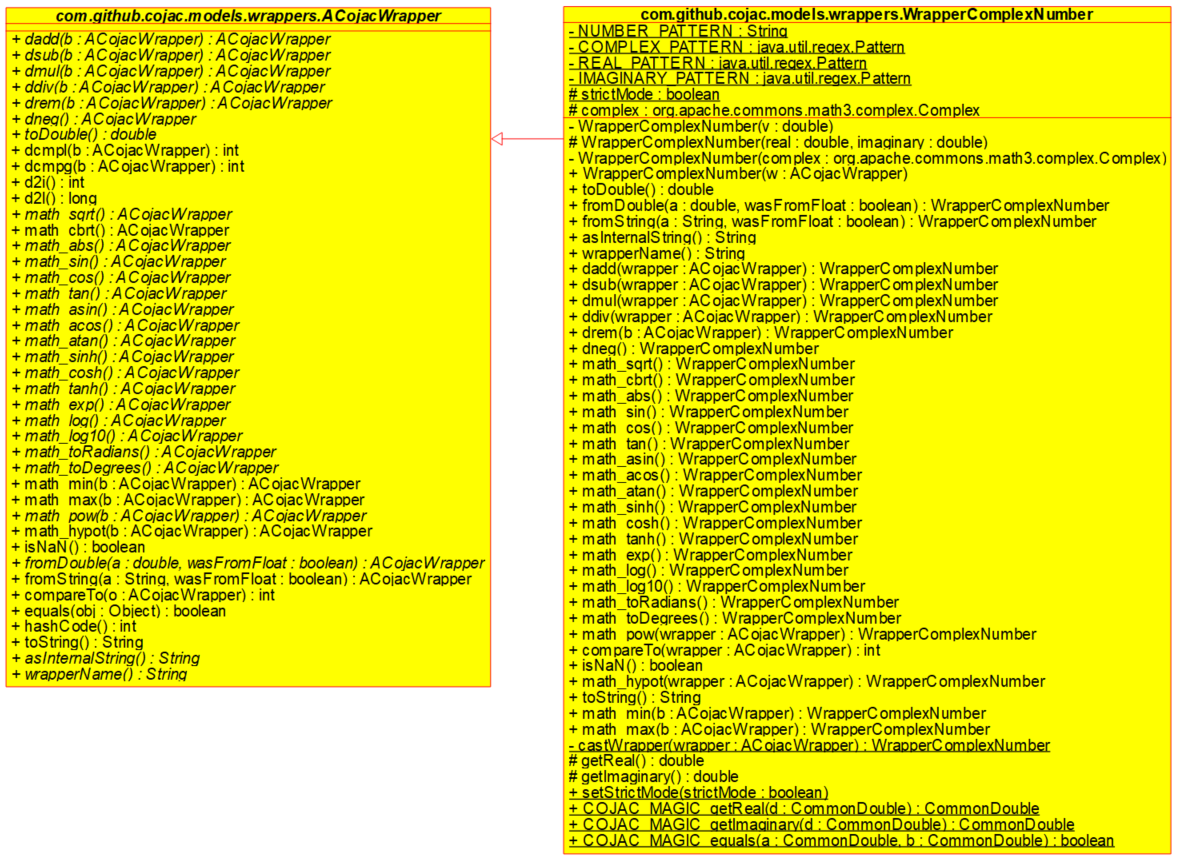 com.github.cojac.models.wrappers.ACojacWrapper
+ dadd(b : ACojacWrapper) : ACojacWrapper
+ dsub(b : ACojacWrapper) : ACojacWrapper
+ dmul(b : ACojacWrapper) : ACojacWrapper
+ ddiv(b : ACojacWrapper) : ACojacWrapper
+ drem(b : ACojacWrapper) : ACojacWrapper
+ dneg() : ACojacWrapper
+ toDouble() : double
+ dcmpl(b : ACojacWrapper) : int
+ dcmpg(b : ACojacWrapper) : int
+ d2i() : int
+ d2l() : long
+ math_sqrt() : ACojacWrapper
+ math_cbrt() : ACojacWrapper
+ math_abs() : ACojacWrapper
+ math_sin() : ACojacWrapper
+ math_cos() : ACojacWrapper
+ math_tan() : ACojacWrapper
+ math_asin() : ACojacWrapper
+ math_acos() : ACojacWrapper
+ math_atan() : ACojacWrapper
+ math_sinh() : ACojacWrapper
+ math_cosh() : ACojacWrapper
+ math_tanh() : ACojacWrapper
+ math_exp() : ACojacWrapper
+ math_log() : ACojacWrapper
+ math_log10() : ACojacWrapper
+ math_toRadians() : ACojacWrapper
+ math_toDegrees() : ACojacWrapper
+ math_min(b : ACojacWrapper) : ACojacWrapper
+ math_max(b : ACojacWrapper) : ACojacWrapper
+ math_pow(b : ACojacWrapper) : ACojacWrapper
+ math_hypot(b : ACojacWrapper) : ACojacWrapper
+ isNaN() : boolean
+ fromDouble(a : double, wasFromFloat : boolean) : ACojacWrapper
+ fromString(a : String, wasFromFloat : boolean) : ACojacWrapper
+ compareTo(o : ACojacWrapper) : int
+ equals(obj : Object) : boolean
+ hashCode() : int
+ toString() : String
+ asInternalString() : String
+ wrapperName() : String
com.github.cojac.models.wrappers.WrapperComplexNumber
- NUMBER_PATTERN : String
- COMPLEX_PATTERN : java.util.regex.Pattern
- REAL_PATTERN : java.util.regex.Pattern
- IMAGINARY_PATTERN : java.util.regex.Pattern
# strictMode : boolean
# complex : org.apache.commons.math3.complex.Complex
- WrapperComplexNumber(v : double)
# WrapperComplexNumber(real : double, imaginary : double)
- WrapperComplexNumber(complex : org.apache.commons.math3.complex.Complex)
+ WrapperComplexNumber(w : ACojacWrapper)
+ toDouble() : double
+ fromDouble(a : double, wasFromFloat : boolean) : WrapperComplexNumber
+ fromString(a : String, wasFromFloat : boolean) : WrapperComplexNumber
+ asInternalString() : String
+ wrapperName() : String
+ dadd(wrapper : ACojacWrapper) : WrapperComplexNumber
+ dsub(wrapper : ACojacWrapper) : WrapperComplexNumber
+ dmul(wrapper : ACojacWrapper) : WrapperComplexNumber
+ ddiv(wrapper : ACojacWrapper) : WrapperComplexNumber
+ drem(b : ACojacWrapper) : WrapperComplexNumber
+ dneg() : WrapperComplexNumber
+ math_sqrt() : WrapperComplexNumber
+ math_cbrt() : WrapperComplexNumber
+ math_abs() : WrapperComplexNumber
+ math_sin() : WrapperComplexNumber
+ math_cos() : WrapperComplexNumber
+ math_tan() : WrapperComplexNumber
+ math_asin() : WrapperComplexNumber
+ math_acos() : WrapperComplexNumber
+ math_atan() : WrapperComplexNumber
+ math_sinh() : WrapperComplexNumber
+ math_cosh() : WrapperComplexNumber
+ math_tanh() : WrapperComplexNumber
+ math_exp() : WrapperComplexNumber
+ math_log() : WrapperComplexNumber
+ math_log10() : WrapperComplexNumber
+ math_toRadians() : WrapperComplexNumber
+ math_toDegrees() : WrapperComplexNumber
+ math_pow(wrapper : ACojacWrapper) : WrapperComplexNumber
+ compareTo(wrapper : ACojacWrapper) : int
+ isNaN() : boolean
+ math_hypot(wrapper : ACojacWrapper) : WrapperComplexNumber
+ toString() : String
+ math_min(b : ACojacWrapper) : WrapperComplexNumber
+ math_max(b : ACojacWrapper) : WrapperComplexNumber
- castWrapper(wrapper : ACojacWrapper) : WrapperComplexNumber
# getReal() : double
# getImaginary() : double
+ setStrictMode(strictMode : boolean)
+ COJAC_MAGIC_getReal(d : CommonDouble) : CommonDouble
+ COJAC_MAGIC_getImaginary(d : CommonDouble) : CommonDouble
+ COJAC_MAGIC_equals(a : CommonDouble, b : CommonDouble) : boolean